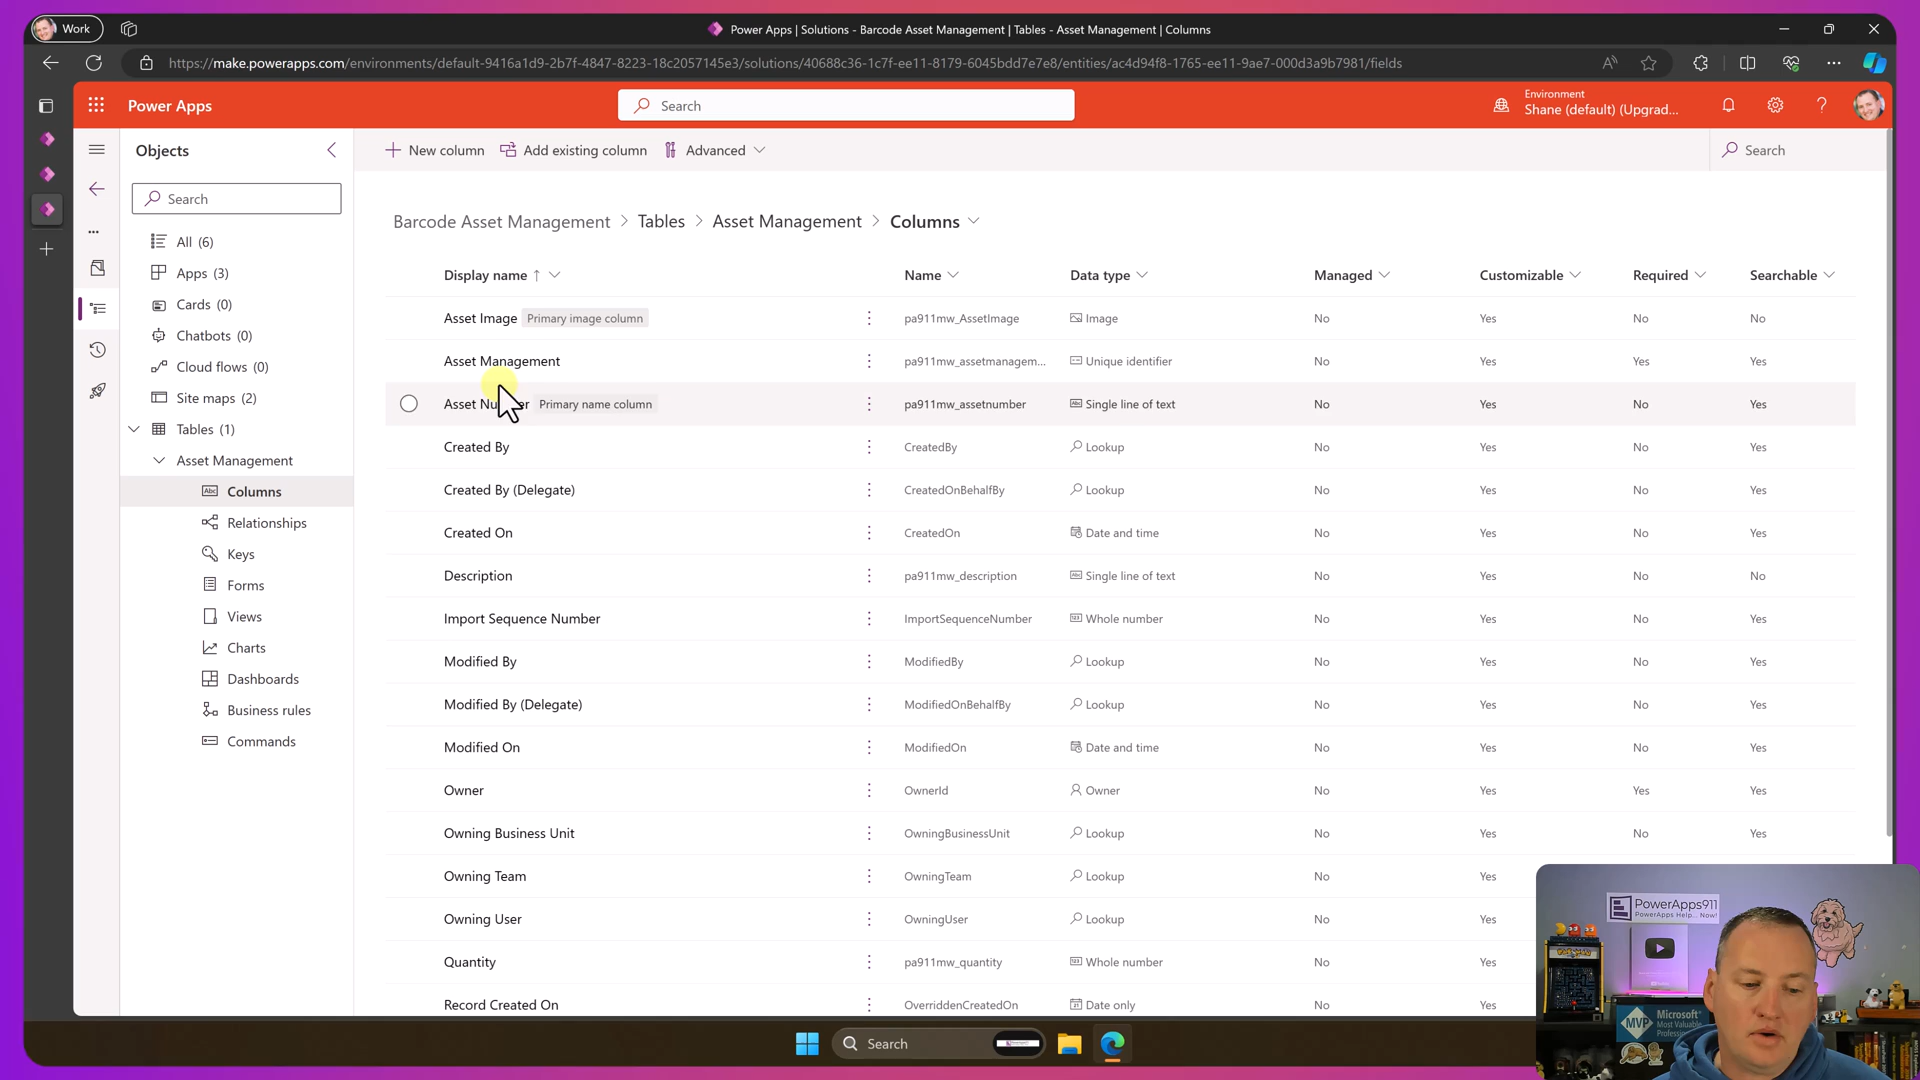 Work
Power Apps | Solutions - Barcode Asset Management | Tables - Asset Management | Columns
https://make.powerapps.com/environments/default-9416a1d9-2b7f-4847-8223-18c2057145e3/solutions/40688c36-1c7f-ee11-8179-6045bdd7e7e8/entities/ac4d94f8-1765-ee11-9ae7-000d3a9b7981/fields
Power Apps
Search
Environment
Shane (default) (Upgrad...
Objects
New column
Add existing column
Advanced
Search
Search
Barcode Asset Management > Tables > Asset Management > Columns
All (6)
Apps (3)
Cards (0)
Chatbots (0)
Cloud flows (0)
Site maps (2)
Tables (1)
Asset Management
Columns
Relationships
Keys
Forms
Views
Charts
Dashboards
Business rules
Commands
Display name Name Data type Managed Customizable Required Searchable
Asset Image Primary image column pa911mw_AssetImage Image No Yes No No
Asset Management pa911mw_assetmanagem... Unique identifier No Yes Yes Yes
Asset Number Primary name column pa911mw_assetnumber Single line of text No Yes No Yes
Created By CreatedBy Lookup No Yes No Yes
Created By (Delegate) CreatedOnBehalfBy Lookup No Yes No Yes
Created On CreatedOn Date and time No Yes No Yes
Description pa911mw_description Single line of text No Yes No No
Import Sequence Number ImportSequenceNumber Whole number No Yes No Yes
Modified By ModifiedBy Lookup No Yes No Yes
Modified By (Delegate) ModifiedOnBehalfBy Lookup No Yes No Yes
Modified On ModifiedOn Date and time No Yes No Yes
Owner OwnerId Owner No Yes Yes Yes
Owning Business Unit OwningBusinessUnit Lookup No Yes No Yes
Owning Team OwningTeam Lookup No Yes
Owning User OwningUser Lookup No Yes
Quantity pa911mw_quantity Whole number No Yes
Record Created On OverriddenCreatedOn Date only No Yes
PowerApps911
PowerApps Help... Now!
MVP
Microsoft
Most Valuable
Professional
Search